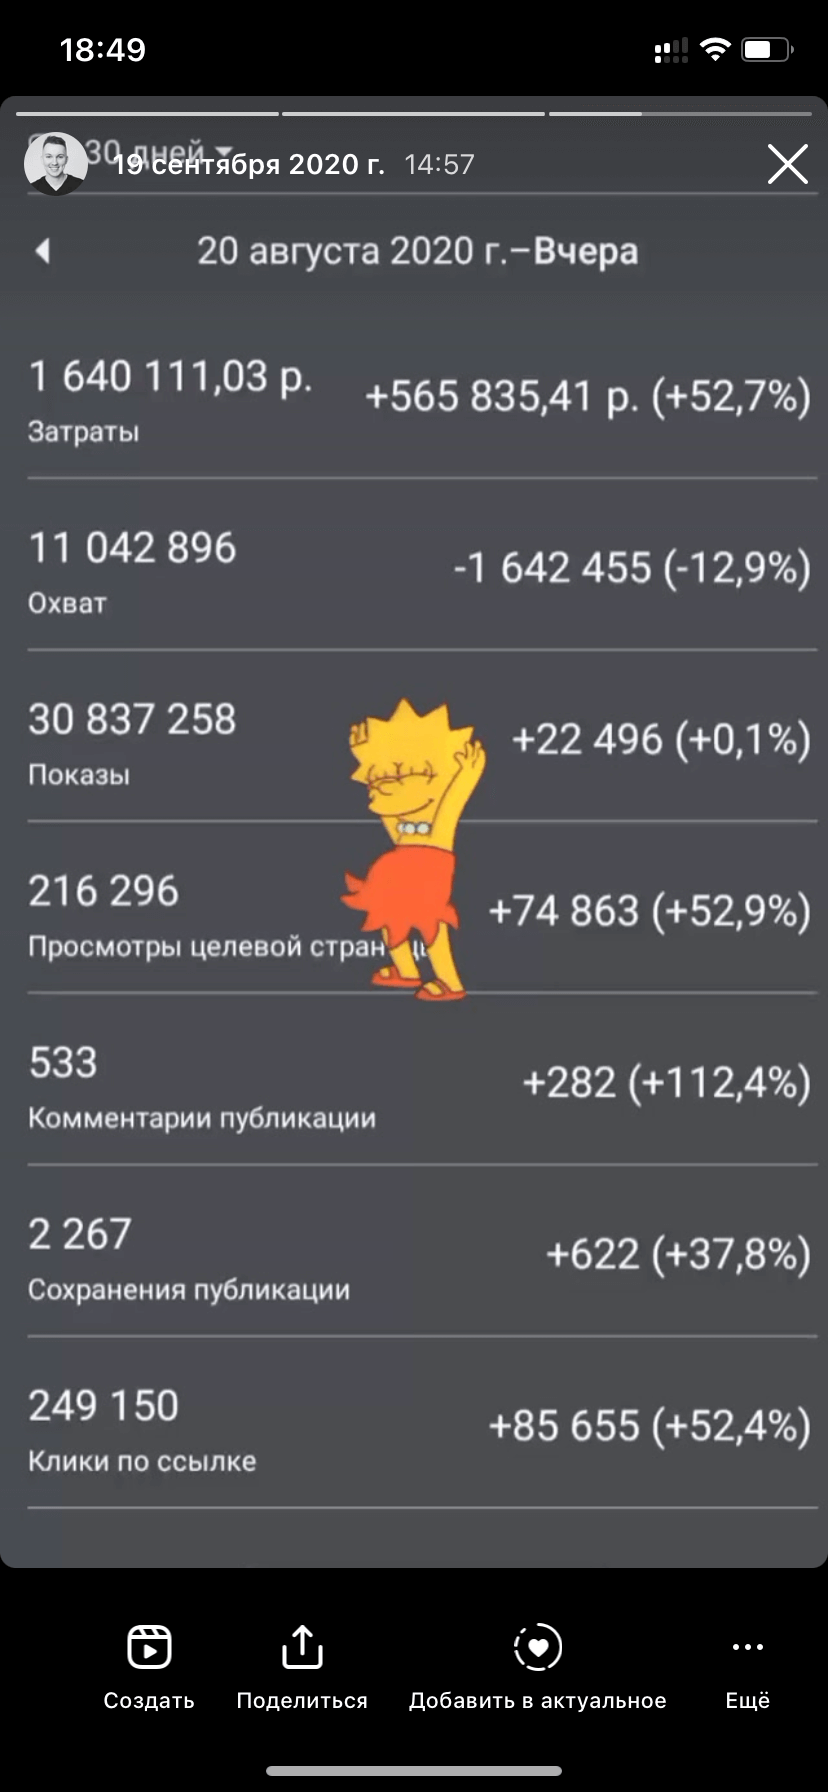 18:49
30 дней
19 сентября 2020 г. 14:57
20 августа 2020 г.–Вчера
1 640 111,03 р.
+565 835,41 р. (+52,7%)
Затраты
11 042 896
-1 642 455 (-12,9%)
Охват
30 837 258
+22 496 (+0,1%)
Показы
216 296
+74 863 (+52,9%)
Просмотры целевой
533
+282 (+112,4%)
Комментарии публикации
2 267
+622 (+37,8%)
Сохранения публикации
249 150
+85 655 (+52,4%)
Клики по ссылке
Создать
Поделиться
Добавить в актуальное
Ещё